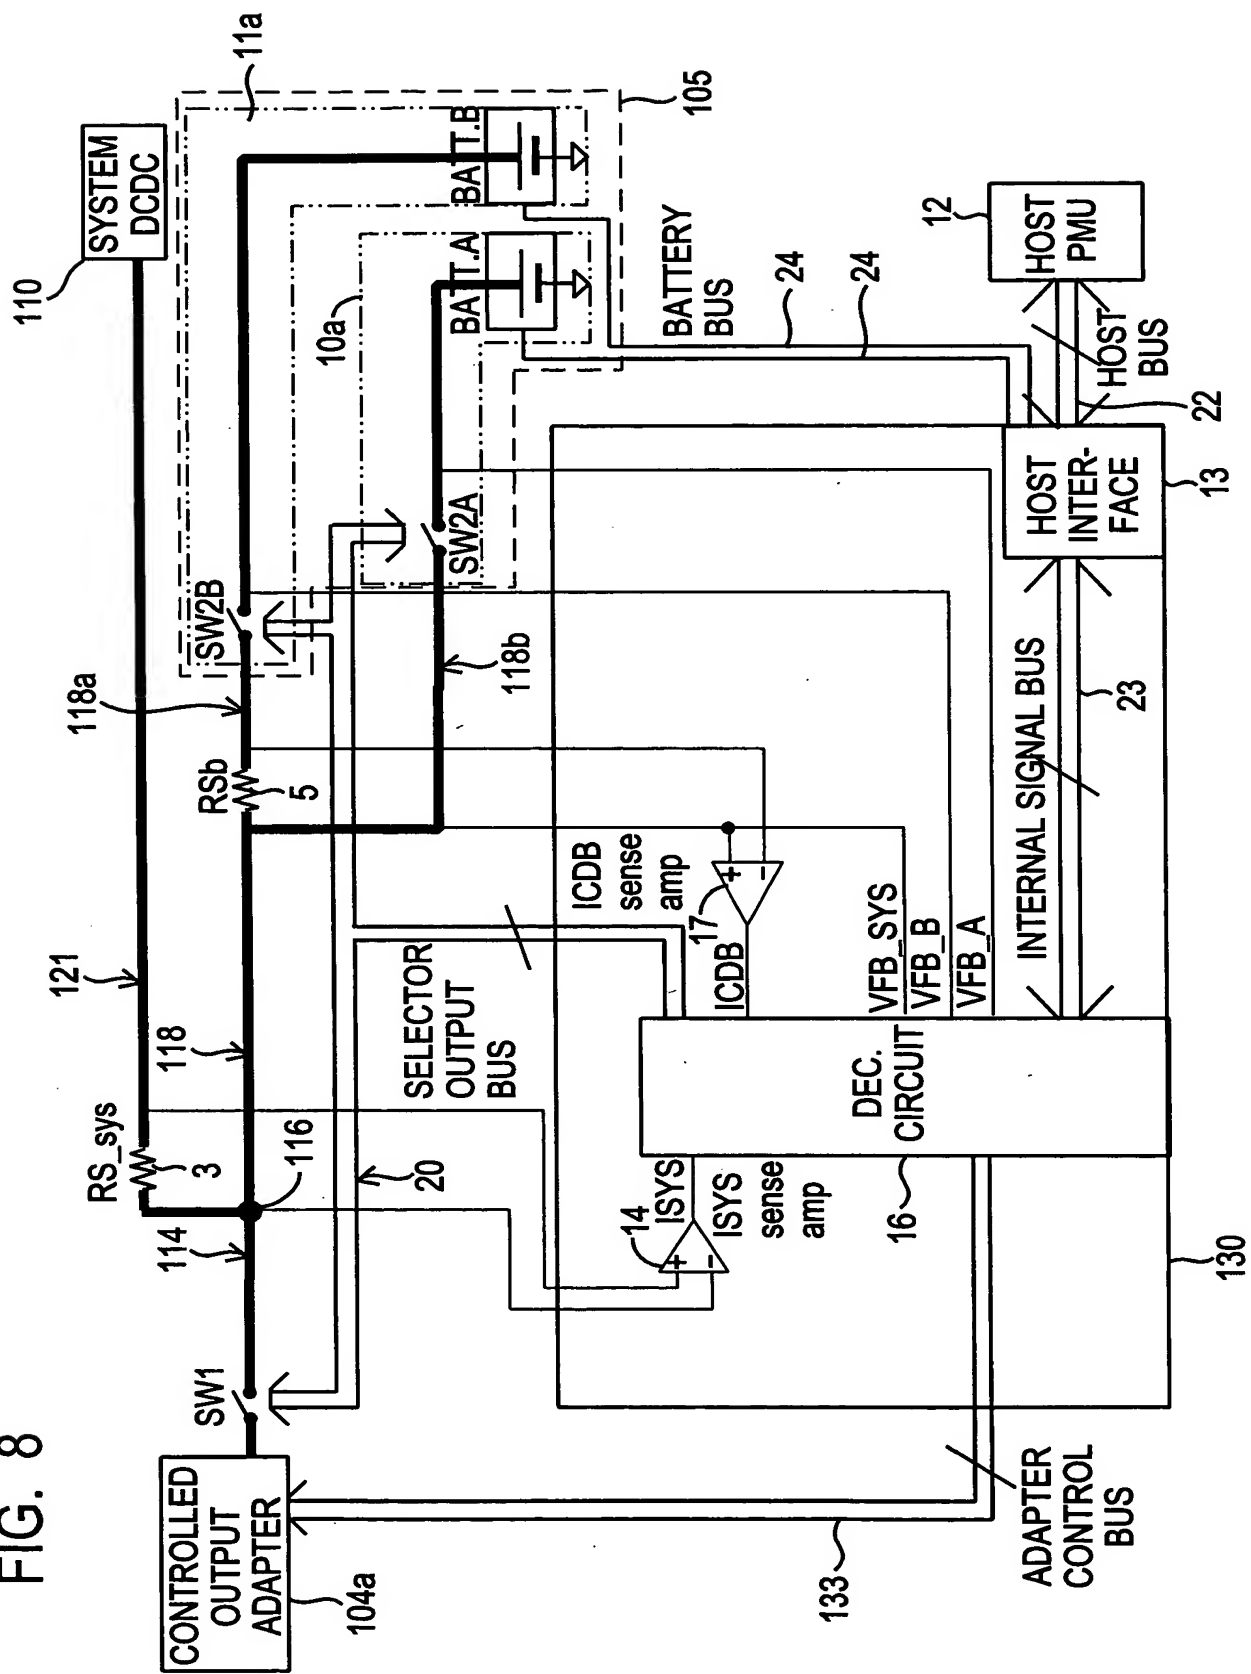 FIG. 8
CONTROLLED
OUTPUT
ADAPTER
104a
SW1
114
116
RS_sys
3
121
118
RSb
5
118a
118b
SW2B
SW2A
SYSTEM
DCDC
110
11a
10a
105
BATT.B
BATT.A
BATTERY
BUS
24
24
12
HOST
PMU
HOST
BUS
22
HOST
INTER-
FACE
13
INTERNAL SIGNAL BUS
23
SELECTOR
OUTPUT
BUS
20
ICDB
sense
amp
17
+
-
ICDB
VFB_SYS
VFB_B
VFB_A
DEC.
CIRCUIT
16
14
+
-
ISYS
ISYS
sense
amp
130
133
ADAPTER
CONTROL
BUS